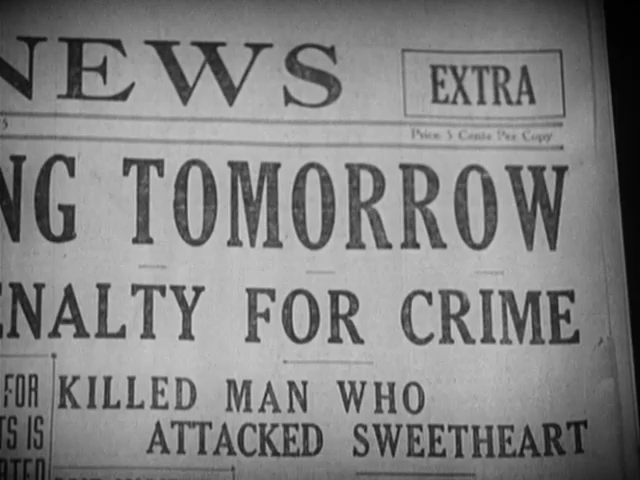 NEWS
EXTRA
Price 5 Cents Per Copy
NG TOMORROW
ENALTY FOR CRIME
FOR
TS IS
KILLED MAN WHO
ATTACKED SWEETHEART